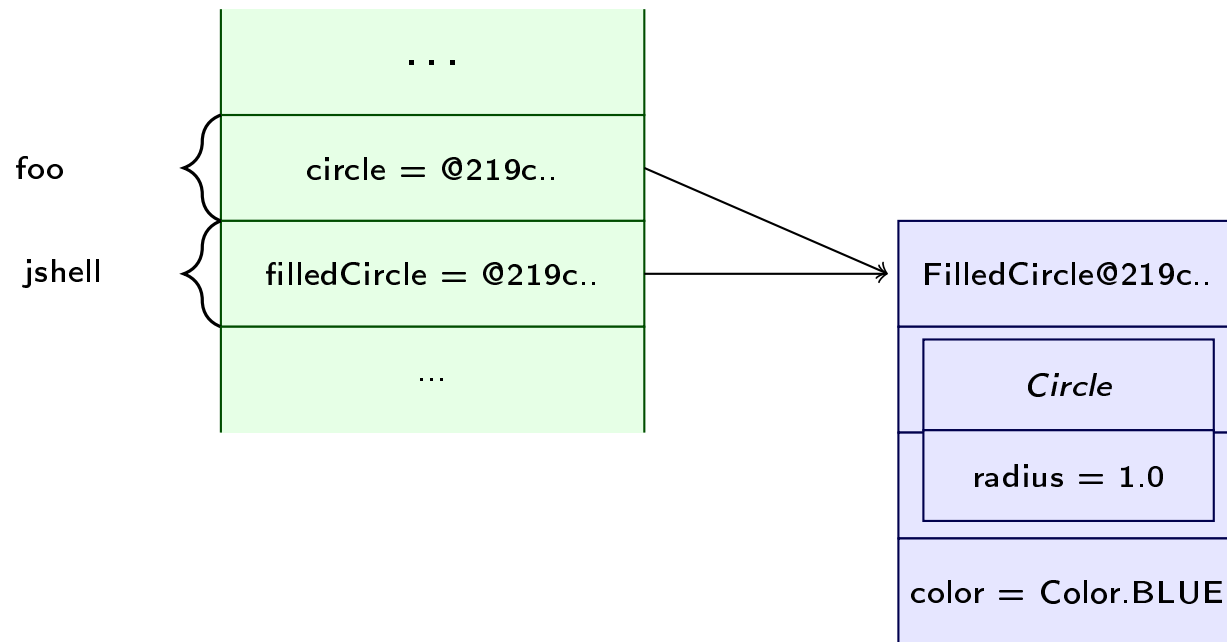 ...
foo
circle = @219c..
jshell
filledCircle = @219c..
...
FilledCircle@219c..
Circle
radius = 1.0
color = Color.BLUE